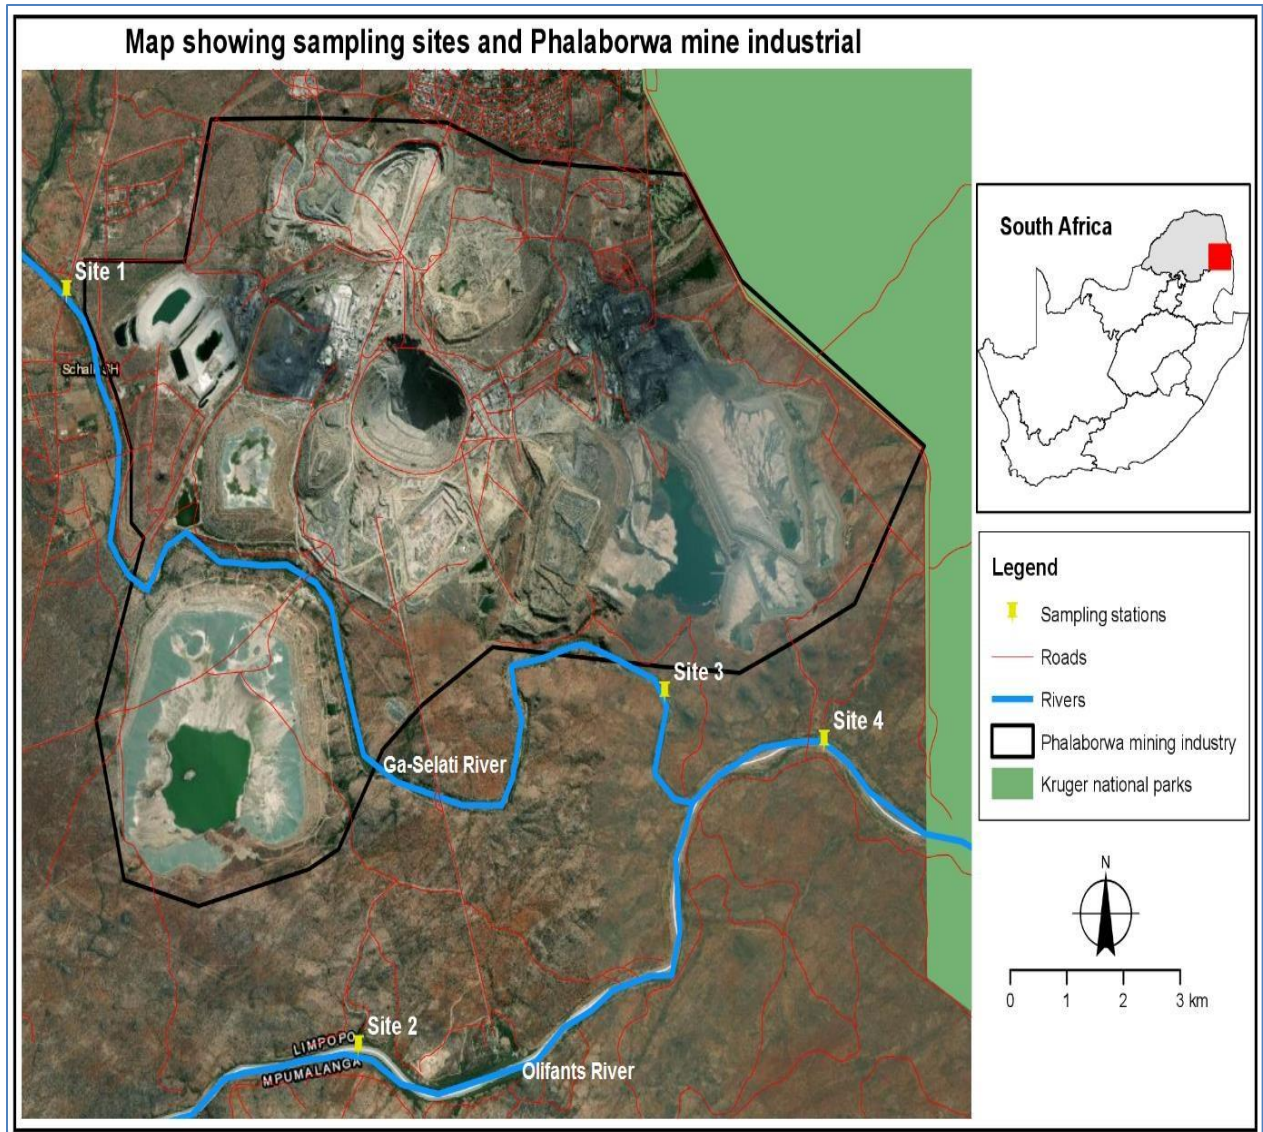 Map showing sampling sites and Phalaborwa mine industrial
Site 1
Site 3
Site 4
Ga-Selati River
Site 2
LIMPOPO
MPUMALANGA
Olifants River
South Africa
Legend
Sampling stations
Roads
Rivers
Phalaborwa mining industry
Kruger national parks
N
0 1 2 3 km